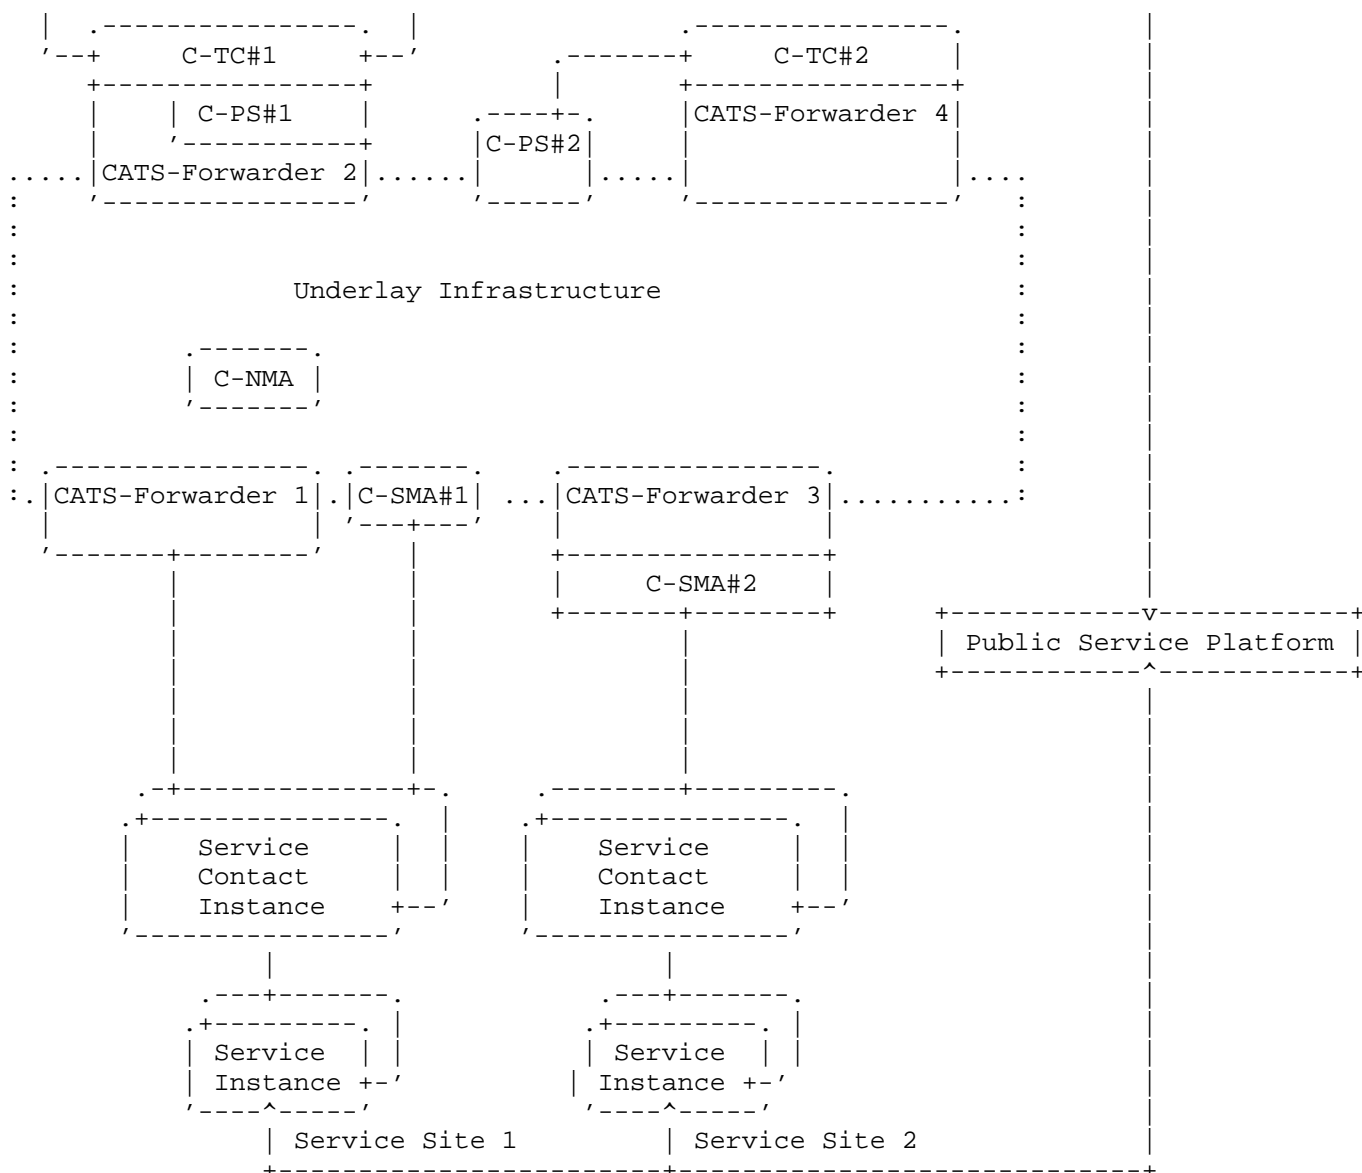 C-TC#1 C-TC#2
C-PS#1 CATS-Forwarder 4
C-PS#2
CATS-Forwarder 2
Underlay Infrastructure
C-NMA
CATS-Forwarder 1 C-SMA#1 CATS-Forwarder 3
C-SMA#2
Public Service Platform
Service Service
Contact Contact
Instance Instance
Service Service
Instance Instance
Service Site 1 Service Site 2